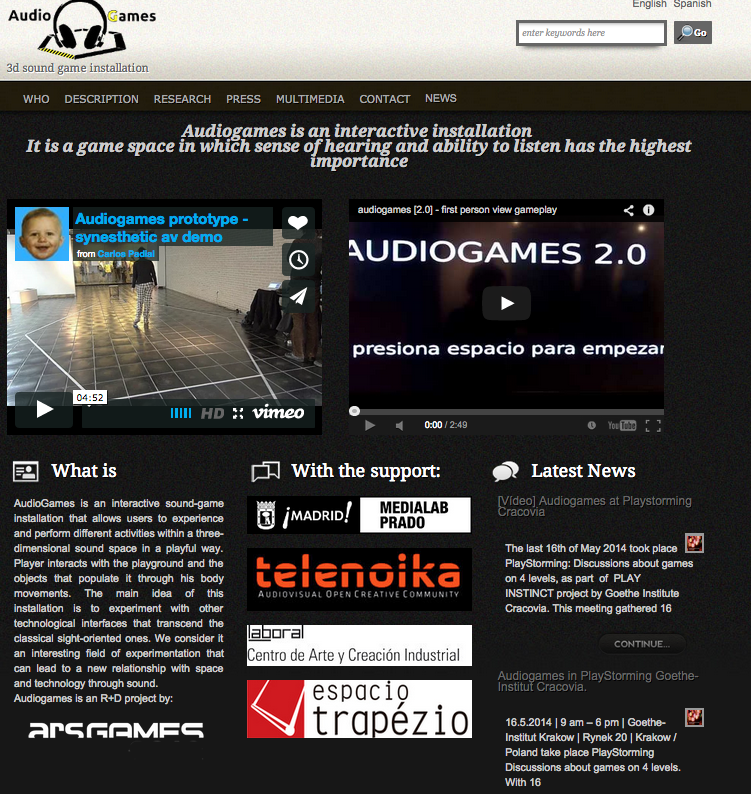 English Spanish
Audio Games
3d sound game installation
enter keywords here
Go
WHO DESCRIPTION RESEARCH PRESS MULTIMEDIA CONTACT NEWS
Audiogames is an interactive installation
It is a game space in which sense of hearing and ability to listen has the highest
importance
Audiogames prototype -
synesthetic av demo
from Carlos Padial
04:52
HD vimeo
audiogames [2.0] - first person view gameplay
AUDIOGAMES 2.0
presiona espacio para empezar
0:00 / 2:49
YouTube
What is
AudioGames is an interactive sound-game
installation that allows users to experience
and perform different activities within a three-
dimensional sound space in a playful way.
Player interacts with the playground and the
objects that populate it through his body
movements. The main idea of this
installation is to experiment with other
technological interfaces that transcend the
classical sight-oriented ones. We consider it
an interesting field of experimentation that
can lead to a new relationship with space
and technology through sound.
Audiogames is an R+D project by:
arsGames
With the support:
¡MADRID! MEDIALAB
PRADO
telenoika
Audiovisual Open Creative Community
laboral
Centro de Arte y Creación Industrial
espacio
trapézio
Latest News
[Vídeo] Audiogames at Playstorming
Cracovia
The last 16th of May 2014 took place
PlayStorming: Discussions about games
on 4 levels, as part of PLAY
INSTINCT project by Goethe Institute
Cracovia. This meeting gathered 16
CONTINUE...
Audiogames in PlayStorming Goethe-
Institut Cracovia.
16.5.2014 | 9 am – 6 pm | Goethe-
Institut Krakow | Rynek 20 | Krakow /
Poland take place PlayStorming
Discussions about games on 4 levels.
With 16